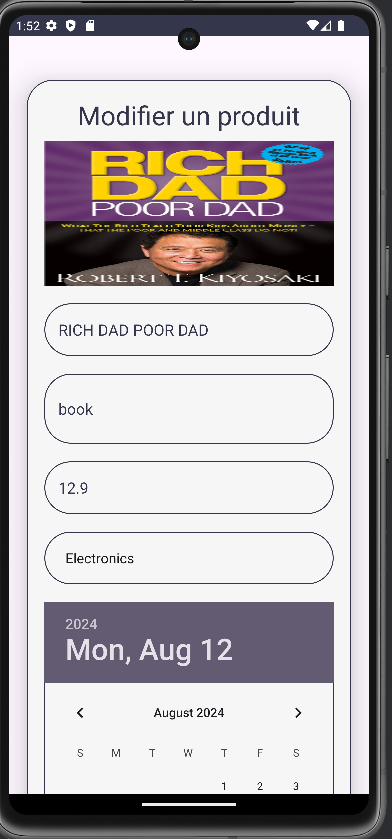 1:52
Modifier un produit
RICH
DAD
POOR DAD
WHAT THE RICH TEACH THEIR KIDS ABOUT MONEY –
THAT THE POOR AND MIDDLE CLASS DO NOT!
ROBERT T. KIYOSAKI
RICH DAD POOR DAD
book
12.9
Electronics
2024
Mon, Aug 12
August 2024
S M T W T F S
1 2 3